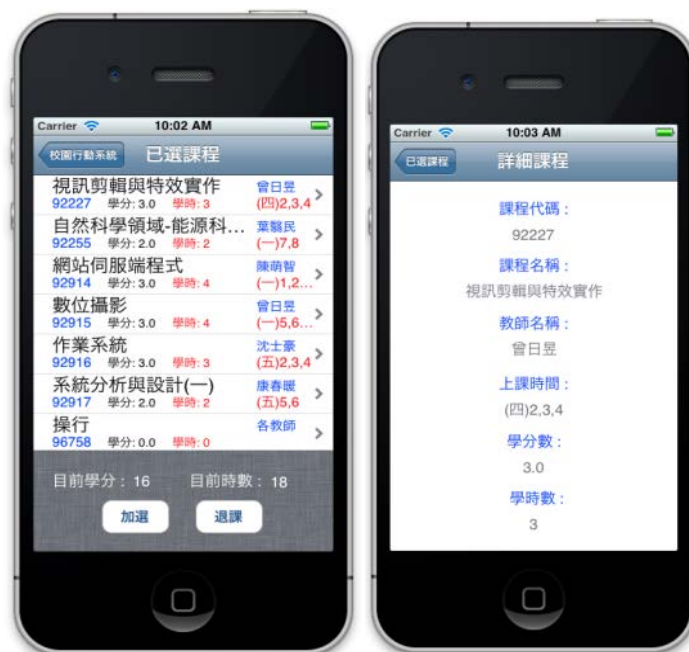 Carrier 10:02 AM
校園行動系統 已選課程
視訊剪輯與特效實作 曾日昱
92227 學分: 3.0 學時: 3 (四)2,3,4
自然科學領域-能源科... 葉翳民
92255 學分: 2.0 學時: 2 (一)7,8
網站伺服端程式 陳萌智
92914 學分: 3.0 學時: 4 (一)1,2...
數位攝影 曾日昱
92915 學分: 3.0 學時: 4 (一)5,6...
作業系統 沈士豪
92916 學分: 3.0 學時: 3 (五)2,3,4
系統分析與設計(一) 康春暖
92917 學分: 2.0 學時: 2 (五)5,6
操行 各教師
96758 學分: 0.0 學時: 0
目前學分 : 16 目前時數 : 18
加選 退課
Carrier 10:03 AM
已選課程 詳細課程
課程代碼 :
92227
課程名稱 :
視訊剪輯與特效實作
教師名稱 :
曾日昱
上課時間 :
(四)2,3,4
學分數 :
3.0
學時數 :
3